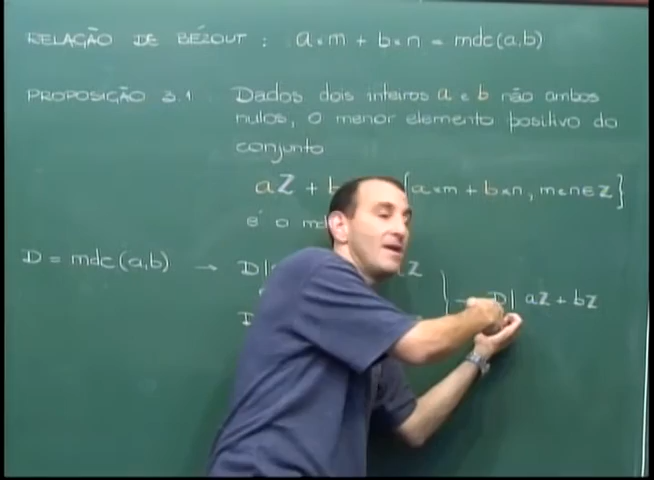 RELAÇÃO DE BÉZOUT : a×m + b×n = mdc(a,b)
PROPOSIÇÃO 3.1 Dados dois inteiros a e b não ambos
nulos, o menor elemento positivo do
conjunto
aZ + {a×m + b×n, m e n ∈ Z}
é o
D = mdc(a,b) → D| Z
} → D| aZ + bZ
D